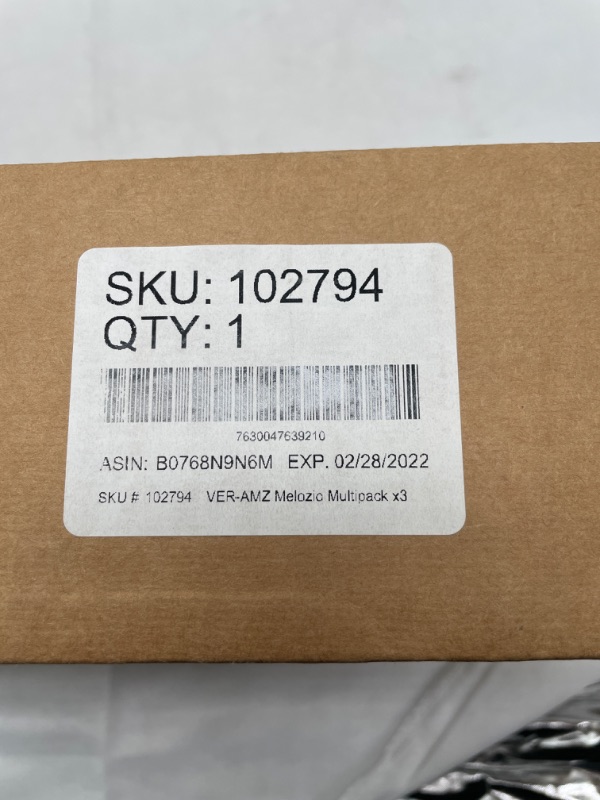 SKU: 102794
QTY: 1
7630047639210
ASIN: B0768N9N6M EXP. 02/28/2022
SKU # 102794 VER-AMZ Melozio Multipack x3